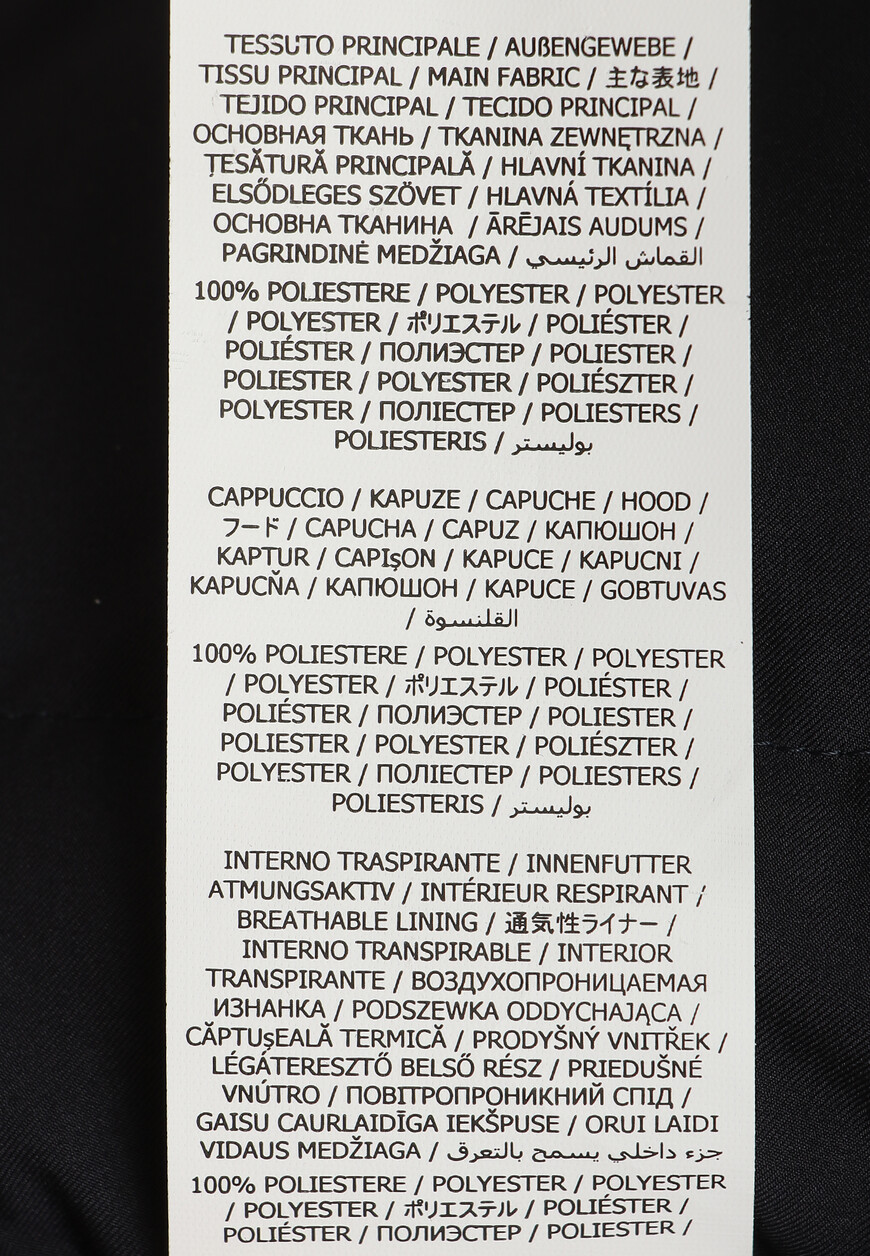 TESSUTO PRINCIPALE / AUßENGEWEBE /
TISSU PRINCIPAL / MAIN FABRIC / 主な表地 /
TEJIDO PRINCIPAL / TECIDO PRINCIPAL /
ОСНОВНАЯ ТКАНЬ / TKANINA ZEWNĘTRZNA /
ȚESĂTURĂ PRINCIPALĂ / HLAVNÍ TKANINA /
ELSŐDLEGES SZÖVET / HLAVNÁ TEXTÍLIA /
ОСНОВНА ТКАНИНА / ĀRĒJAIS AUDUMS /
PAGRINDINĖ MEDŽIAGA / القماش الرئيسي
100% POLIESTERE / POLYESTER / POLYESTER
/ POLYESTER / ポリエステル / POLIÉSTER /
POLIÉSTER / ПОЛИЭСТЕР / POLIESTER /
POLIESTER / POLYESTER / POLIÉSZTER /
POLYESTER / ПОЛІЕСТЕР / POLIESTERS /
POLIESTERIS / بوليستر
CAPPUCCIO / KAPUZE / CAPUCHE / HOOD /
フード / CAPUCHA / CAPUZ / КАПЮШОН /
KAPTUR / CAPIșON / KAPUCE / KAPUCNI /
KAPUCŇA / КАПЮШОН / KAPUCE / GOBTUVAS
/ القلنسوة
100% POLIESTERE / POLYESTER / POLYESTER
/ POLYESTER / ポリエステル / POLIÉSTER /
POLIÉSTER / ПОЛИЭСТЕР / POLIESTER /
POLIESTER / POLYESTER / POLIÉSZTER /
POLYESTER / ПОЛІЕСТЕР / POLIESTERS /
POLIESTERIS / بوليستر
INTERNO TRASPIRANTE / INNENFUTTER
ATMUNGSAKTIV / INTÉRIEUR RESPIRANT /
BREATHABLE LINING / 通気性ライナー /
INTERNO TRANSPIRABLE / INTERIOR
TRANSPIRANTE / ВОЗДУХОПРОНИЦАЕМАЯ
ИЗНАНКА / PODSZEWKA ODDYCHAJĄCA /
CĂPTUșEALĂ TERMICĂ / PRODYŠNÝ VNITŘEK /
LÉGÁTERESZTŐ BELSŐ RÉSZ / PRIEDUŠNÉ
VNÚTRO / ПОВІТРОПРОНИКНИЙ СПІД /
GAISU CAURLAIDĪGA IEKŠPUSE / ORUI LAIDI
VIDAUS MEDŽIAGA / جزء داخلي يسمح بالتعرق
100% POLIESTERE / POLYESTER / POLYESTER
/ POLYESTER / ポリエステル / POLIÉSTER /
POLIÉSTER / ПОЛИЭСТЕР / POLIESTER /